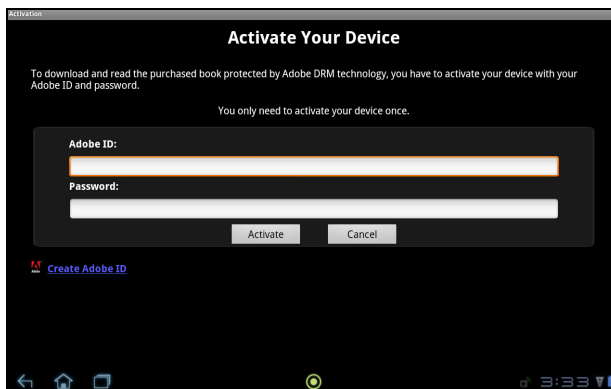 Activation
Activate Your Device
To download and read the purchased book protected by Adobe DRM technology, you have to activate your device with your
Adobe ID and password.
You only need to activate your device once.
Adobe ID:
Password:
Activate Cancel
Adobe Create Adobe ID
3:33